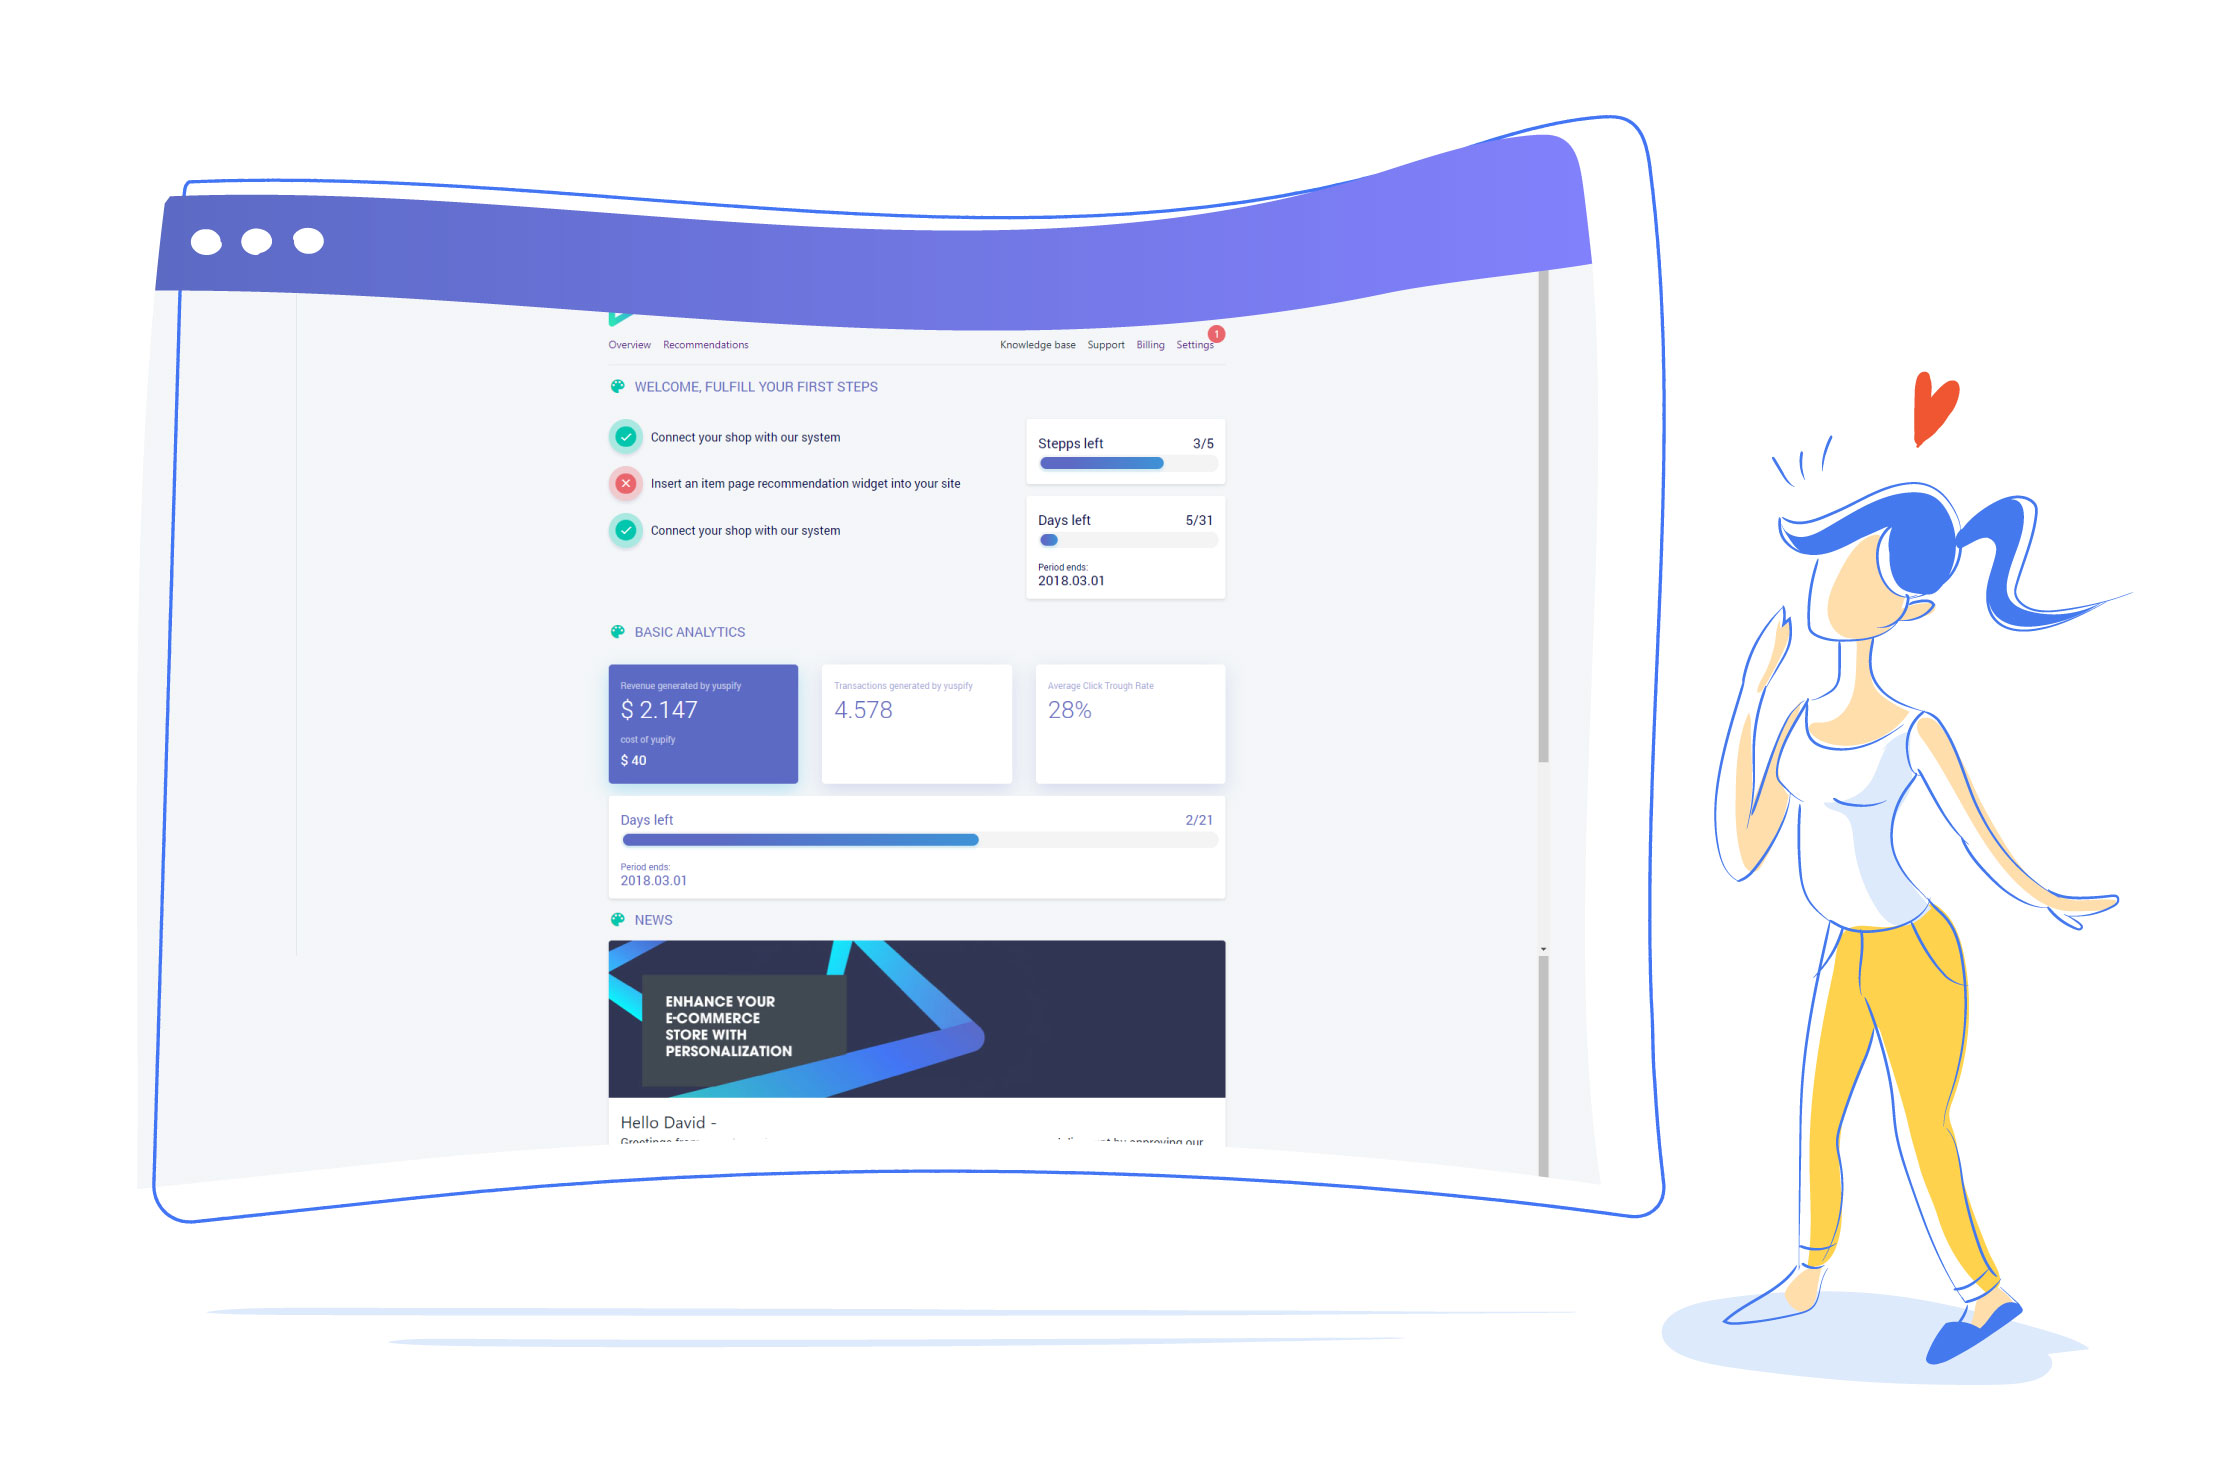 Overview Recommendations Knowledge base Support Billing Settings 1
WELCOME, FULFILL YOUR FIRST STEPS
Connect your shop with our system
Insert an item page recommendation widget into your site
Connect your shop with our system
Stepps left 3/5
Days left 5/31
Period ends:
2018.03.01
BASIC ANALYTICS
Revenue generated by yuspify
$ 2.147
cost of yupify
$ 40
Transactions generated by yuspify
4.578
Average Click Trough Rate
28%
Days left 2/21
Period ends:
2018.03.01
NEWS
ENHANCE YOUR
E-COMMERCE
STORE WITH
PERSONALIZATION
Hello David -
Greetings by approving our